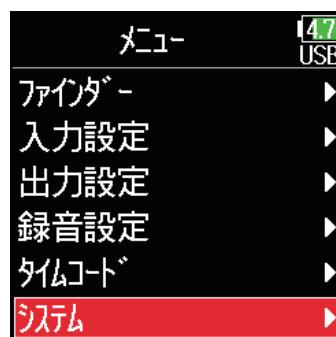 メニュー
4.7
USB
ファインダー
入力設定
出力設定
録音設定
タイムコード
システム